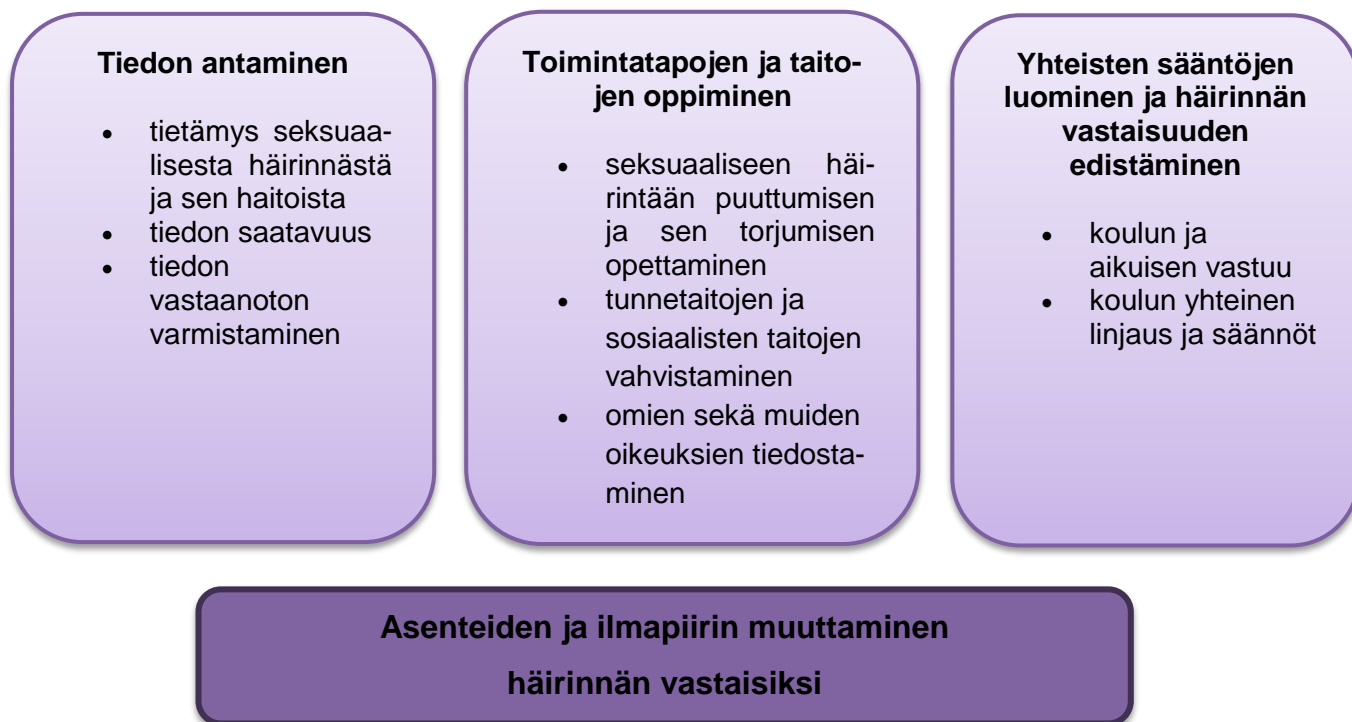 Tiedon antaminen
tietämys seksuaa-
lisesta häirinnästä
ja sen haitoista
tiedon saatavuus
tiedon
vastaanoton
varmistaminen
Toimintatapojen ja taito-
jen oppiminen
seksuaaliseen häi-
rintään puuttumisen
ja sen torjumisen
opettaminen
tunnetaitojen ja
sosiaalisten taitojen
vahvistaminen
omien sekä muiden
oikeuksien tiedosta-
minen
Yhteisten sääntöjen
luominen ja häirinnän
vastaisuuden
edistäminen
koulun ja
aikuisen vastuu
koulun yhteinen
linjaus ja säännöt
Asenteiden ja ilmapiirin muuttaminen
häirinnän vastaisiksi